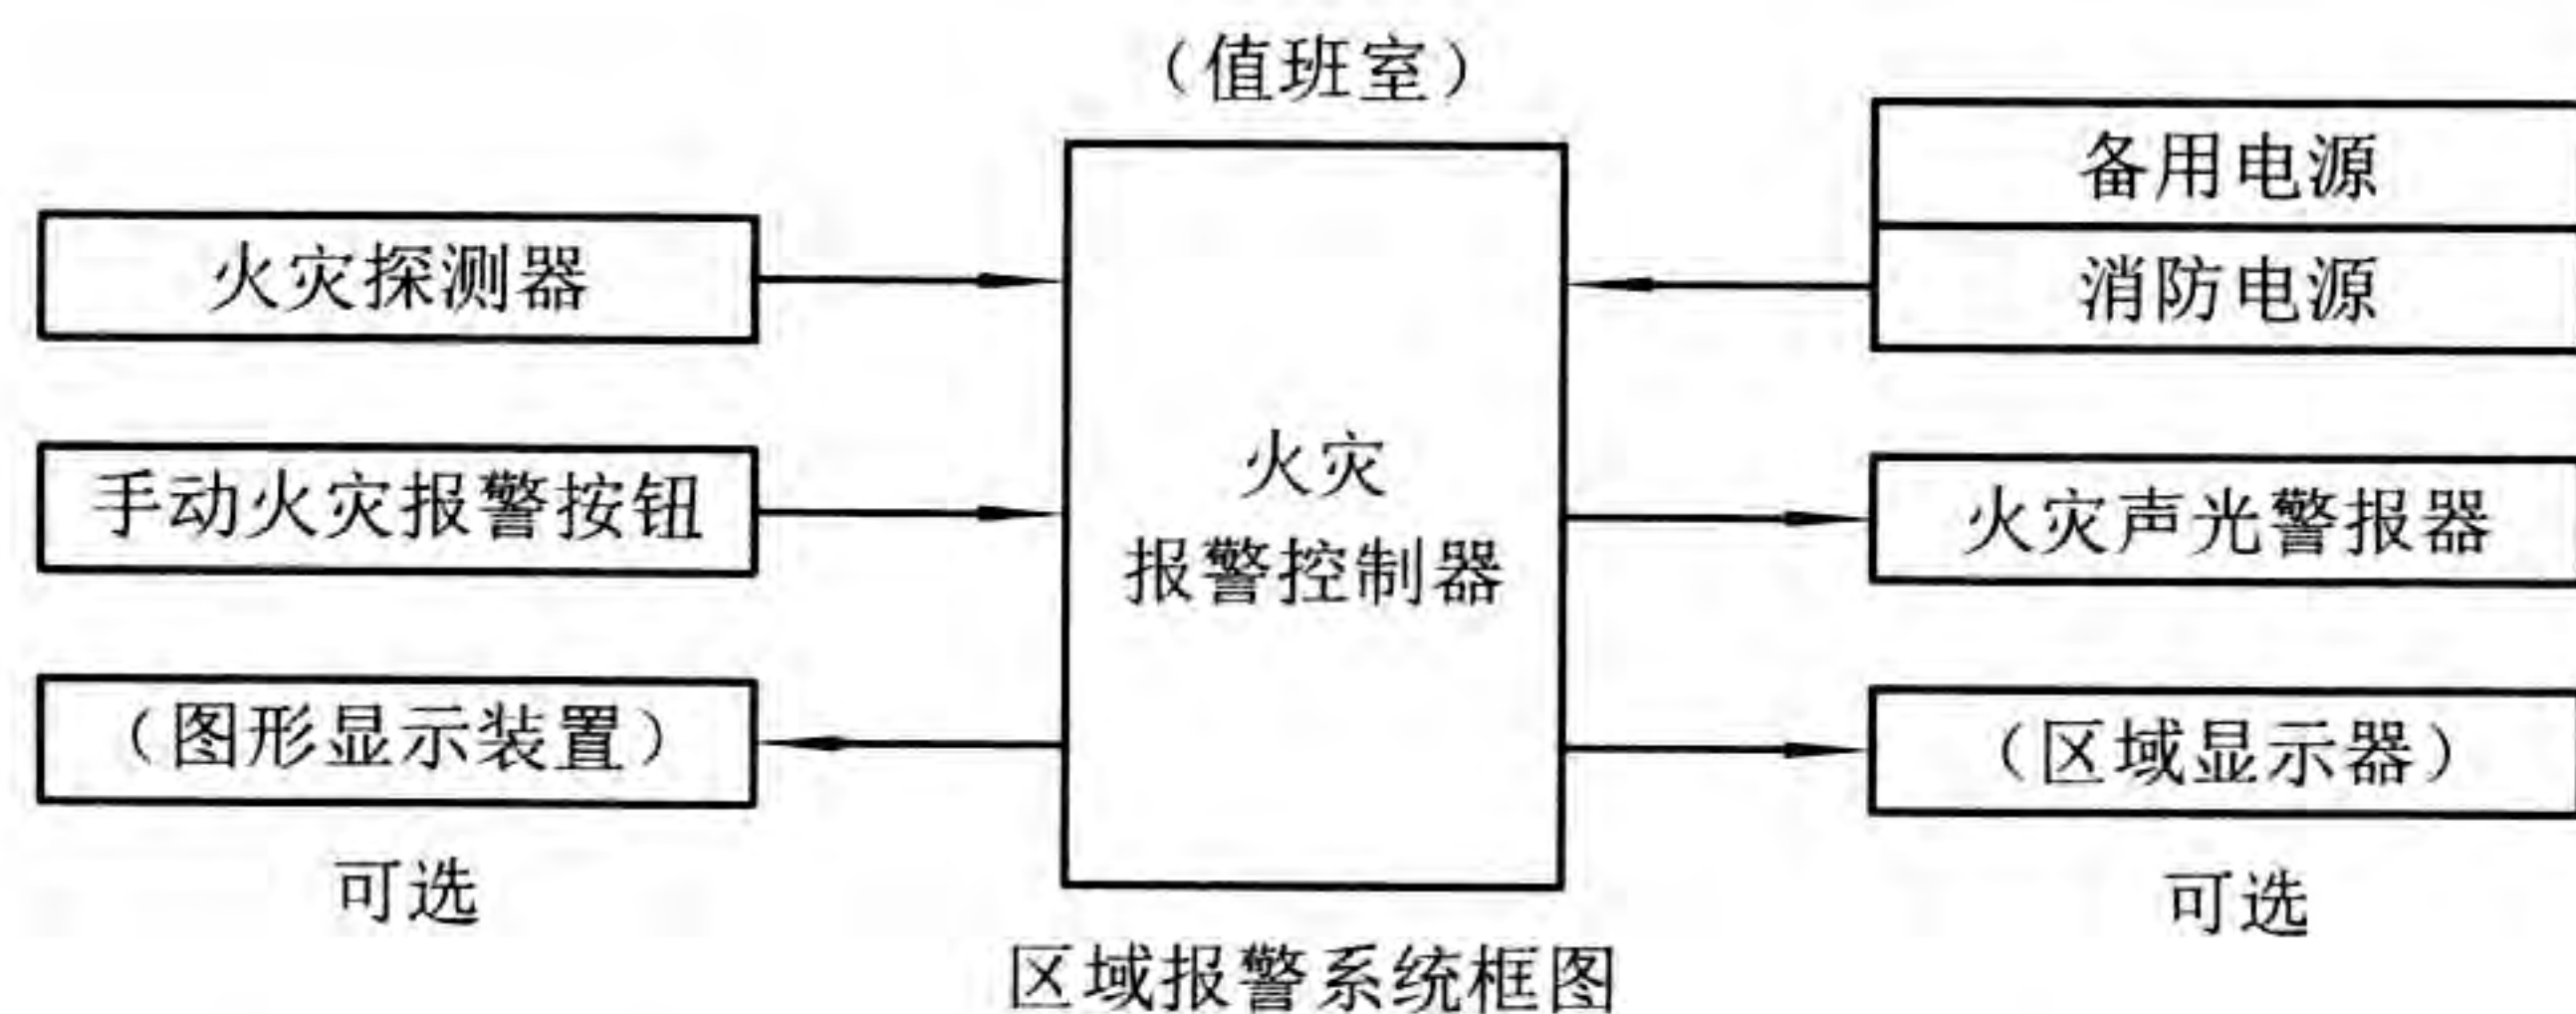 （值班室）
备用电源
火灾探测器
消防电源
手动火灾报警按钮
火灾
报警控制器
火灾声光警报器
（图形显示装置）
（区域显示器）
可选
可选
区域报警系统框图